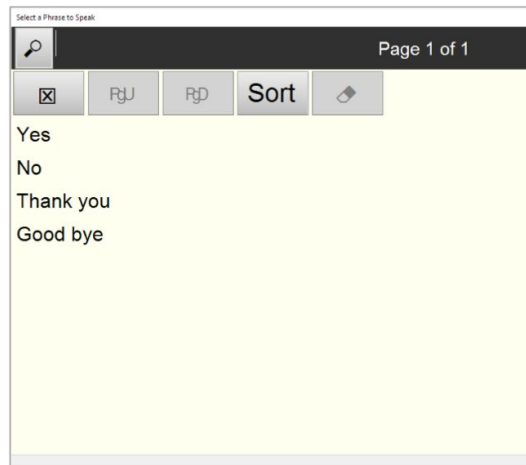 Select a Phrase to Speak
Page 1 of 1
PgU PgD Sort
Yes
No
Thank you
Good bye